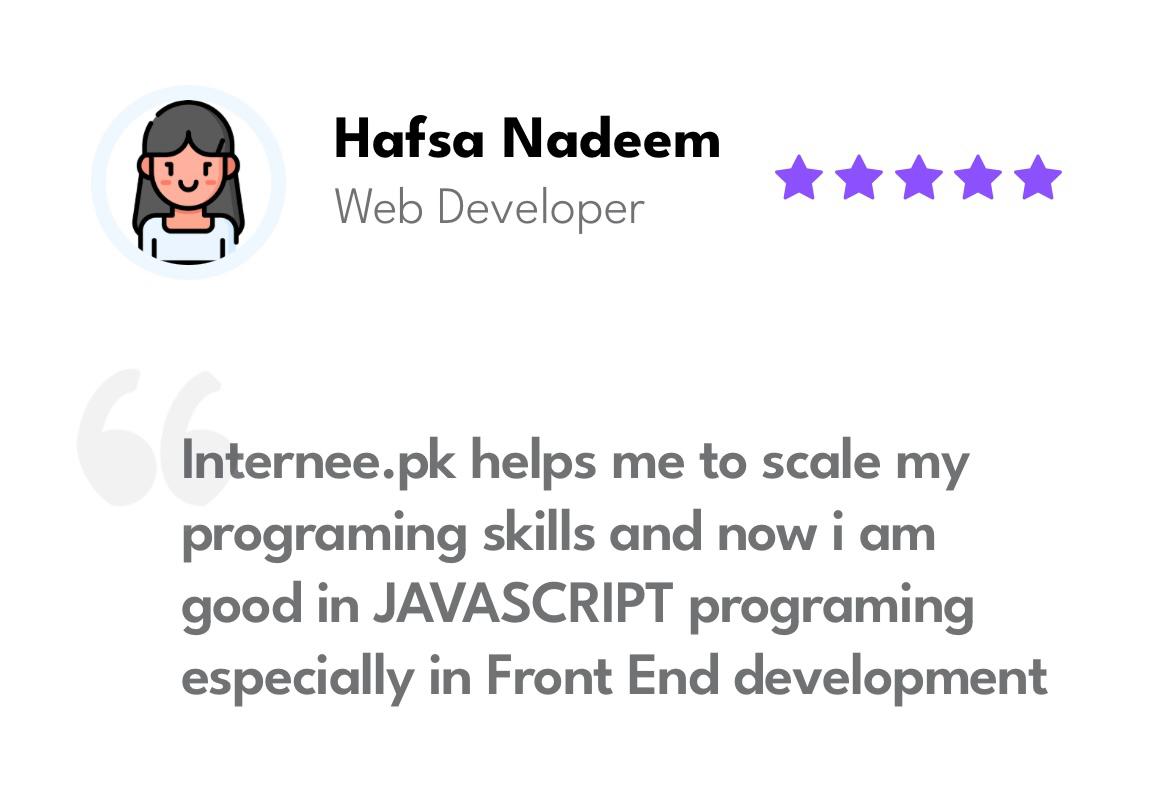 Hafsa Nadeem
Web Developer
Internee.pk helps me to scale my
programing skills and now i am
good in JAVASCRIPT programing
especially in Front End development